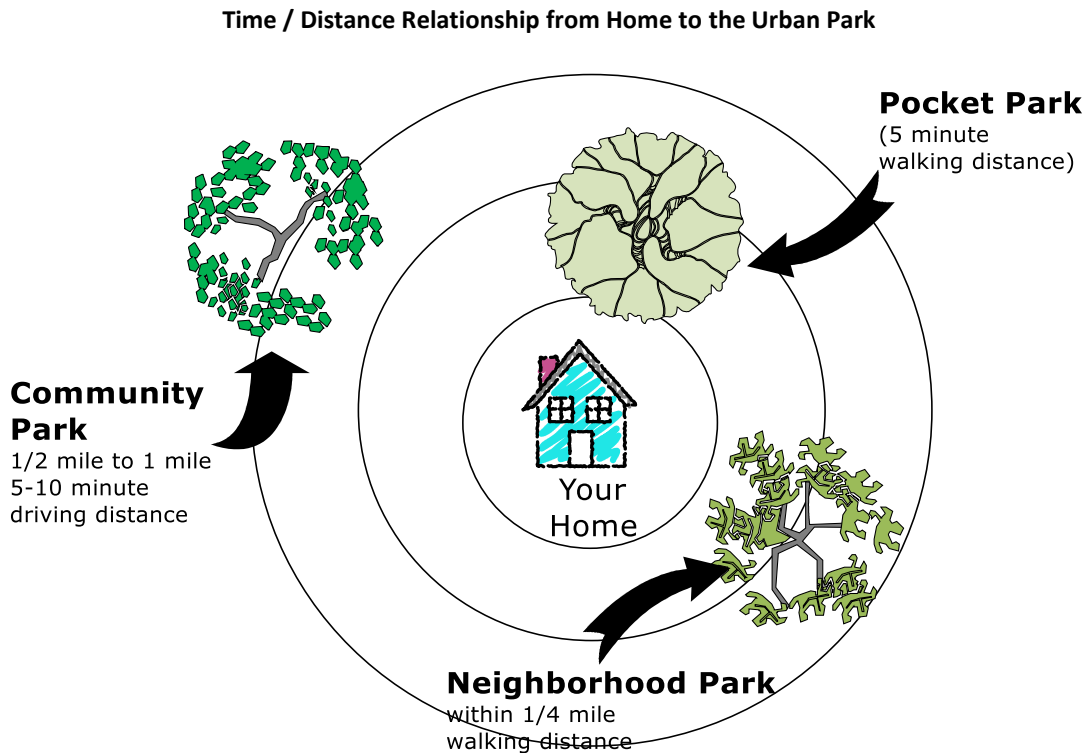 Time / Distance Relationship from Home to the Urban Park
Pocket Park
(5 minute
walking distance)
Community
Park
1/2 mile to 1 mile
5-10 minute
driving distance
Your
Home
Neighborhood Park
within 1/4 mile
walking distance